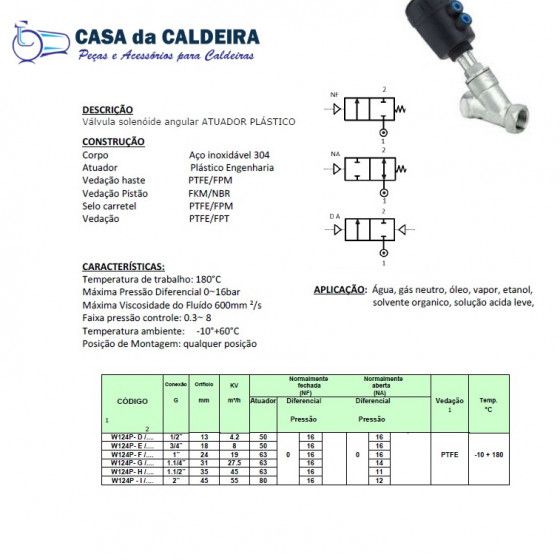 CASA da CALDEIRA
Peças e Acessórios para Caldeiras
DESCRIÇÃO
Válvula solenóide angular ATUADOR PLÁSTICO
CONSTRUÇÃO
Corpo Aço inoxidável 304
Atuador Plástico Engenharia
Vedação haste PTFE/FPM
Vedação Pistão FKM/NBR
Selo carretel PTFE/FPM
Vedação PTFE/FPT
NF 2
1
NA 2
1
D A 2
1
CARACTERÍSTICAS:
Temperatura de trabalho: 180°C
Máxima Pressão Diferencial 0~16bar
Máxima Viscosidade do Fluído 600mm ²/s
Faixa pressão controle: 0.3~ 8
Temperatura ambiente: -10°+60°C
Posição de Montagem: qualquer posição
APLICAÇÃO: Água, gás neutro, óleo, vapor, etanol,
solvente organico, solução acida leve,
CÓDIGO 1 2 Conexão G Orifício mm KV m³/h Atuador Normalmente fechada (NF) Diferencial Pressão Normalmente aberta (NA) Diferencial Pressão Vedação 1 Temp. °C
W124P- D /.... 1/2" 13 4.2 50 0 16 0 16 PTFE -10 + 180
W124P- E /.... 3/4" 18 8 50 16 16
W124P- F /.... 1" 24 19 63 16 16
W124P- G /.... 1.1/4" 31 27.5 63 16 14
W124P- H /.... 1.1/2" 35 45 63 16 11
W124P - I /.... 2" 45 55 80 16 12